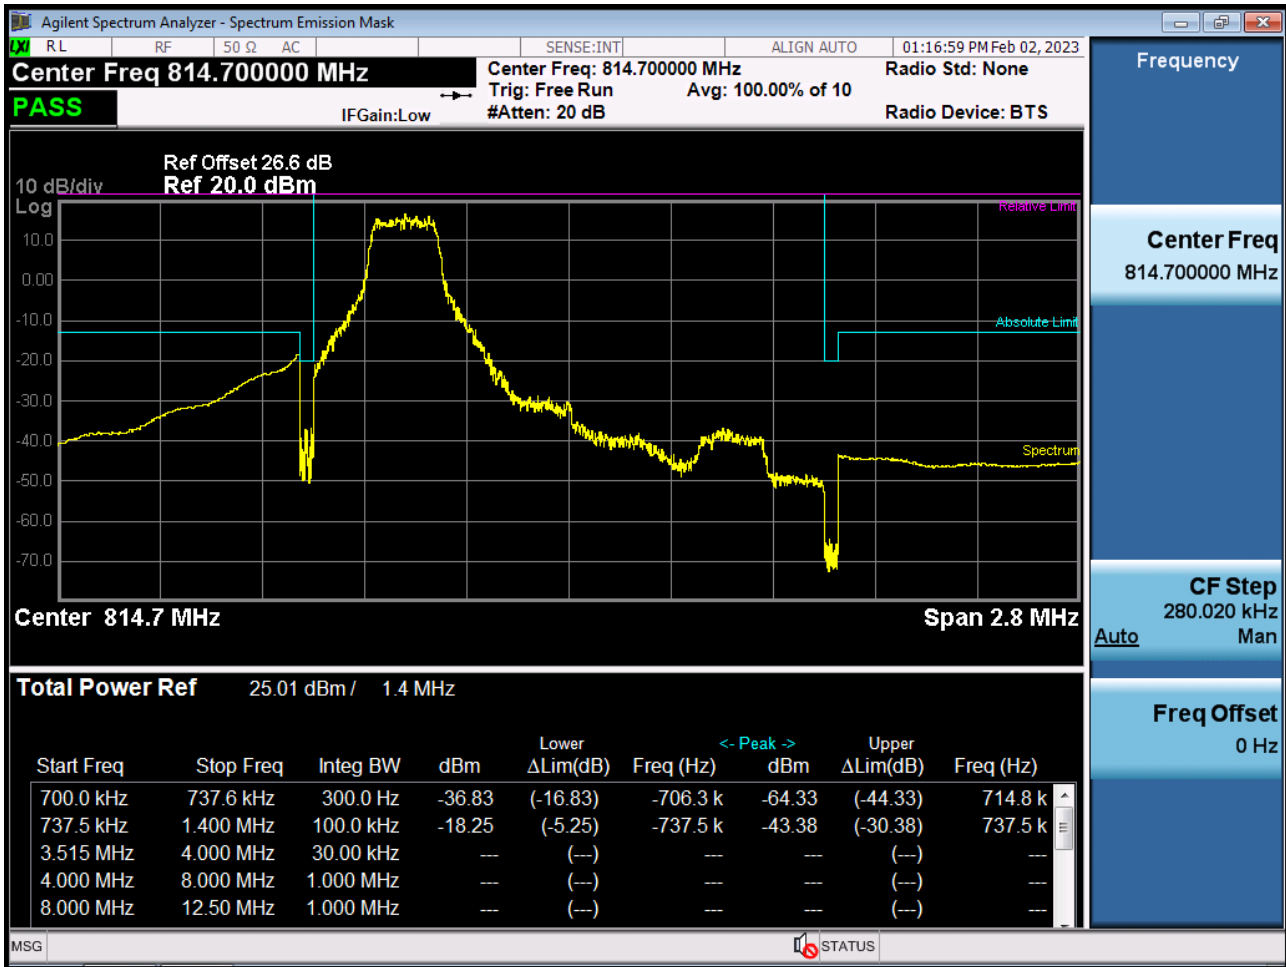 Agilent Spectrum Analyzer - Spectrum Emission Mask
LXI RL RF 50 Ω AC SENSE:INT ALIGN AUTO 01:16:59 PM Feb 02, 2023
Center Freq 814.700000 MHz
Center Freq: 814.700000 MHz
Radio Std: None
Trig: Free Run
Avg: 100.00% of 10
PASS
IFGain:Low
#Atten: 20 dB
Radio Device: BTS
Ref Offset 26.6 dB
10 dB/div
Ref 20.0 dBm
Log
Relative Limit
10.0
0.00
-10.0
Absolute Limit
-20.0
-30.0
-40.0
Spectrum
-50.0
-60.0
-70.0
Center 814.7 MHz
Span 2.8 MHz
Total Power Ref 25.01 dBm / 1.4 MHz
Lower <- Peak -> Upper
Start Freq Stop Freq Integ BW dBm ΔLim(dB) Freq (Hz) dBm ΔLim(dB) Freq (Hz)
700.0 kHz 737.6 kHz 300.0 Hz -36.83 (-16.83) -706.3 k -64.33 (-44.33) 714.8 k
737.5 kHz 1.400 MHz 100.0 kHz -18.25 (-5.25) -737.5 k -43.38 (-30.38) 737.5 k
3.515 MHz 4.000 MHz 30.00 kHz --- (---) --- --- (---) ---
4.000 MHz 8.000 MHz 1.000 MHz --- (---) --- --- (---) ---
8.000 MHz 12.50 MHz 1.000 MHz --- (---) --- --- (---) ---
MSG
STATUS
Frequency
Center Freq
814.700000 MHz
CF Step
280.020 kHz
Auto Man
Freq Offset
0 Hz